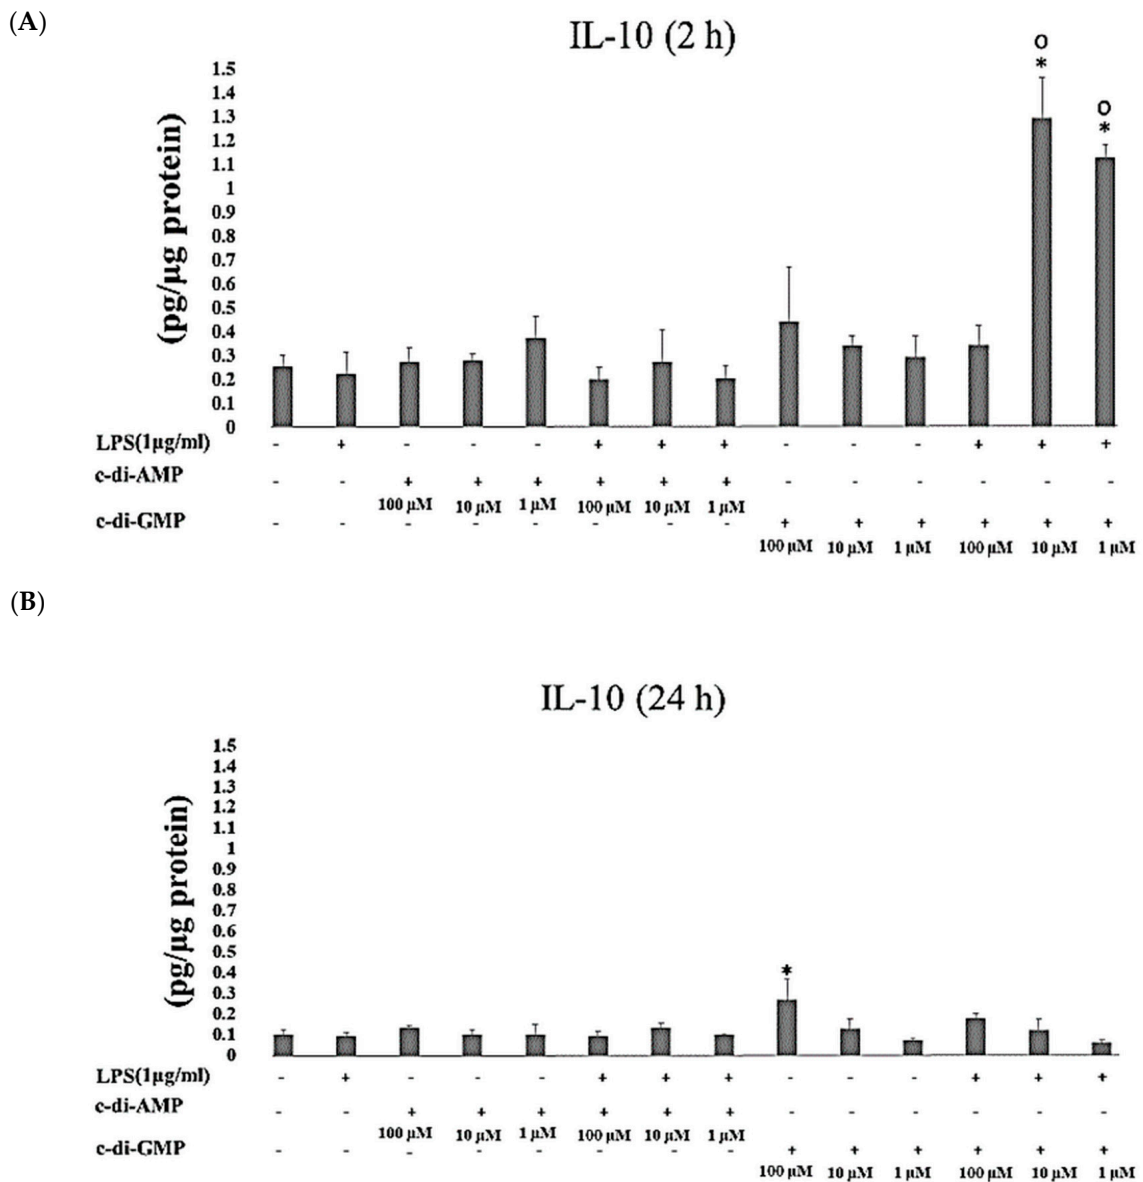 (A)
IL-10 (2 h)
(pg/µg protein)
1.5
1.4
1.3
1.2
1.1
1
0.9
0.8
0.7
0.6
0.5
0.4
0.3
0.2
0.1
0
o o
* *
LPS(1µg/ml) - + - - - + + + - - - + + +
c-di-AMP - - + + + + + + - - - - - -
100 µM 10 µM 1 µM 100 µM 10 µM 1 µM
c-di-GMP - - - - - - - - + + + + + +
100 µM 10 µM 1 µM 100 µM 10 µM 1 µM
(B)
IL-10 (24 h)
(pg/µg protein)
1.5
1.4
1.3
1.2
1.1
1
0.9
0.8
0.7
0.6
0.5
0.4
0.3
0.2
0.1
0
*
LPS(1µg/ml) - + - - - + + + - - - + + +
c-di-AMP - - + + + + + + - - - - - -
100 µM 10 µM 1 µM 100 µM 10 µM 1 µM
c-di-GMP - - - - - - - - + + + + + +
100 µM 10 µM 1 µM 100 µM 10 µM 1 µM